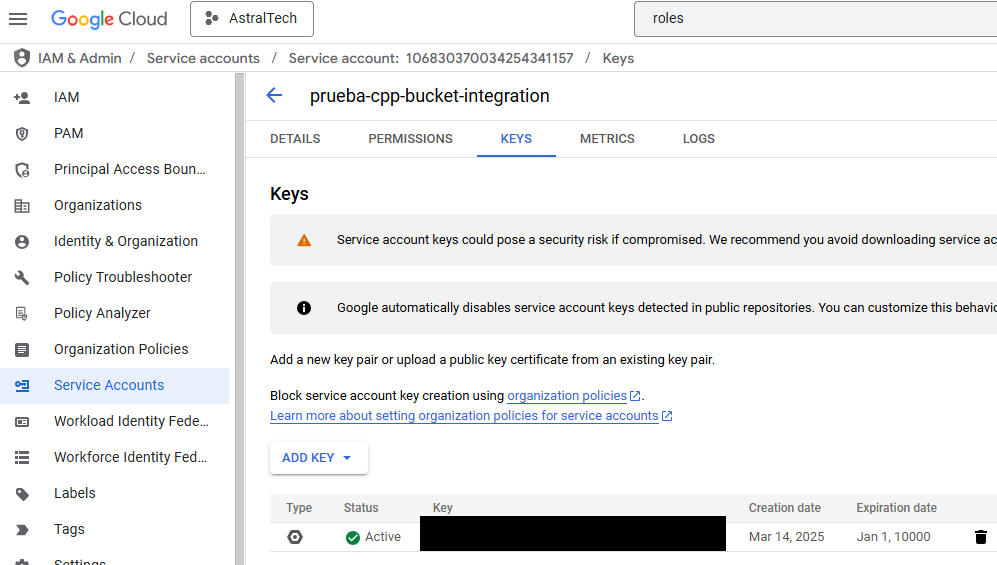 Google Cloud
AstralTech
roles
IAM & Admin / Service accounts / Service account: 106830370034254341157 / Keys
IAM
PAM
Principal Access Boun...
Organizations
Identity & Organization
Policy Troubleshooter
Policy Analyzer
Organization Policies
Service Accounts
Workload Identity Fede...
Workforce Identity Fed...
Labels
Tags
Settings
prueba-cpp-bucket-integration
DETAILS PERMISSIONS KEYS METRICS LOGS
Keys
Service account keys could pose a security risk if compromised. We recommend you avoid downloading service ac
Google automatically disables service account keys detected in public repositories. You can customize this behavio
Add a new key pair or upload a public key certificate from an existing key pair.
Block service account key creation using organization policies.
Learn more about setting organization policies for service accounts
ADD KEY
Type Status Key Creation date Expiration date
Active Mar 14, 2025 Jan 1, 10000